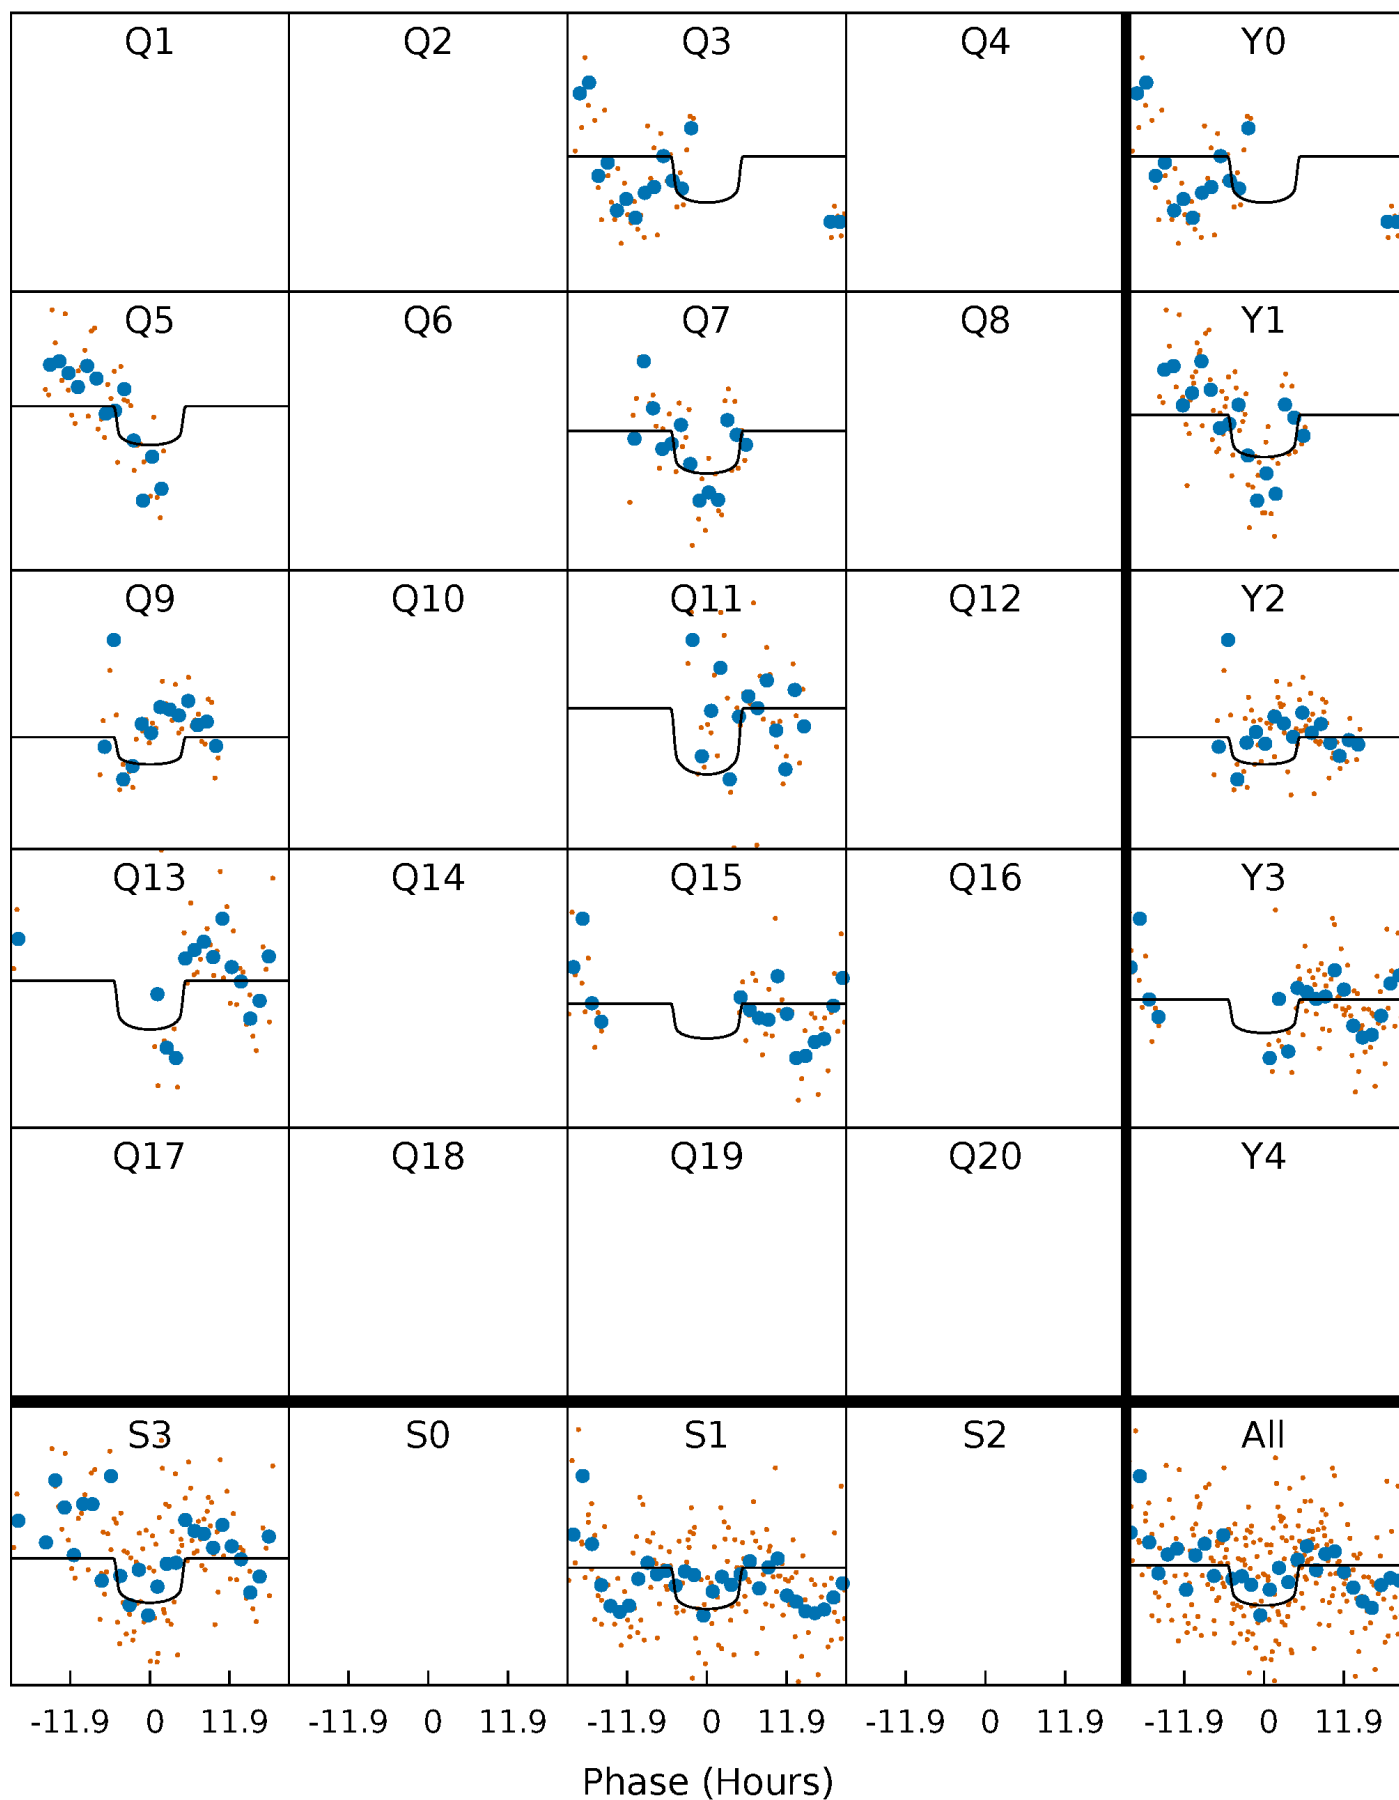 Q1 Q2 Q3 Q4 Y0
Q5 Q6 Q7 Q8 Y1
Q9 Q10 Q11 Q12 Y2
Q13 Q14 Q15 Q16 Y3
Q17 Q18 Q19 Q20 Y4
S3 S0 S1 S2 All
-11.9 0 11.9 -11.9 0 11.9 -11.9 0 11.9 -11.9 0 11.9 -11.9 0 11.9
Phase (Hours)